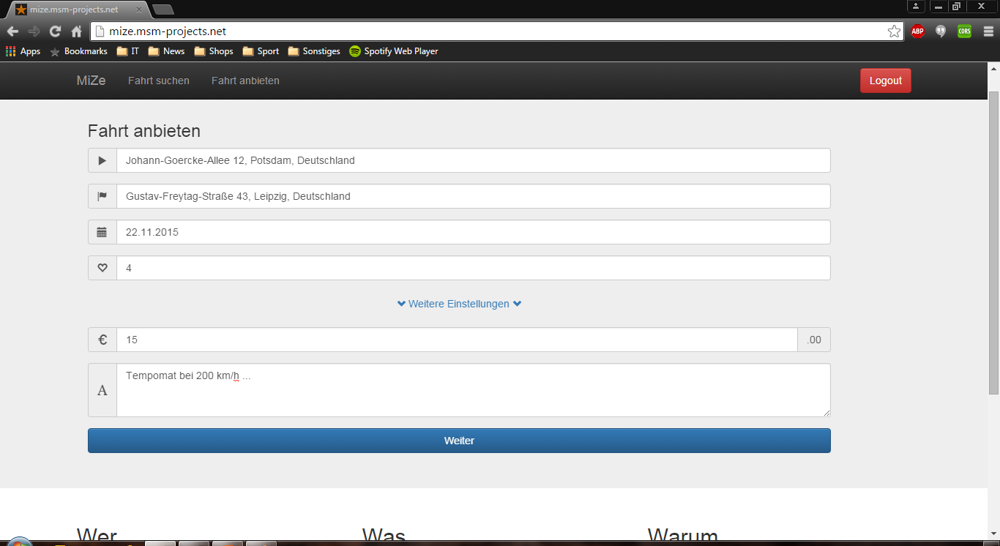 mize.msm-projects.net
mize.msm-projects.net
ABP
CORS
Apps Bookmarks IT News Shops Sport Sonstiges Spotify Web Player
MiZe Fahrt suchen Fahrt anbieten Logout
Fahrt anbieten
Johann-Goercke-Allee 12, Potsdam, Deutschland
Gustav-Freytag-Straße 43, Leipzig, Deutschland
22.11.2015
4
Weitere Einstellungen
€ 15 .00
A Tempomat bei 200 km/h ...
Weiter
Wer Was Warum